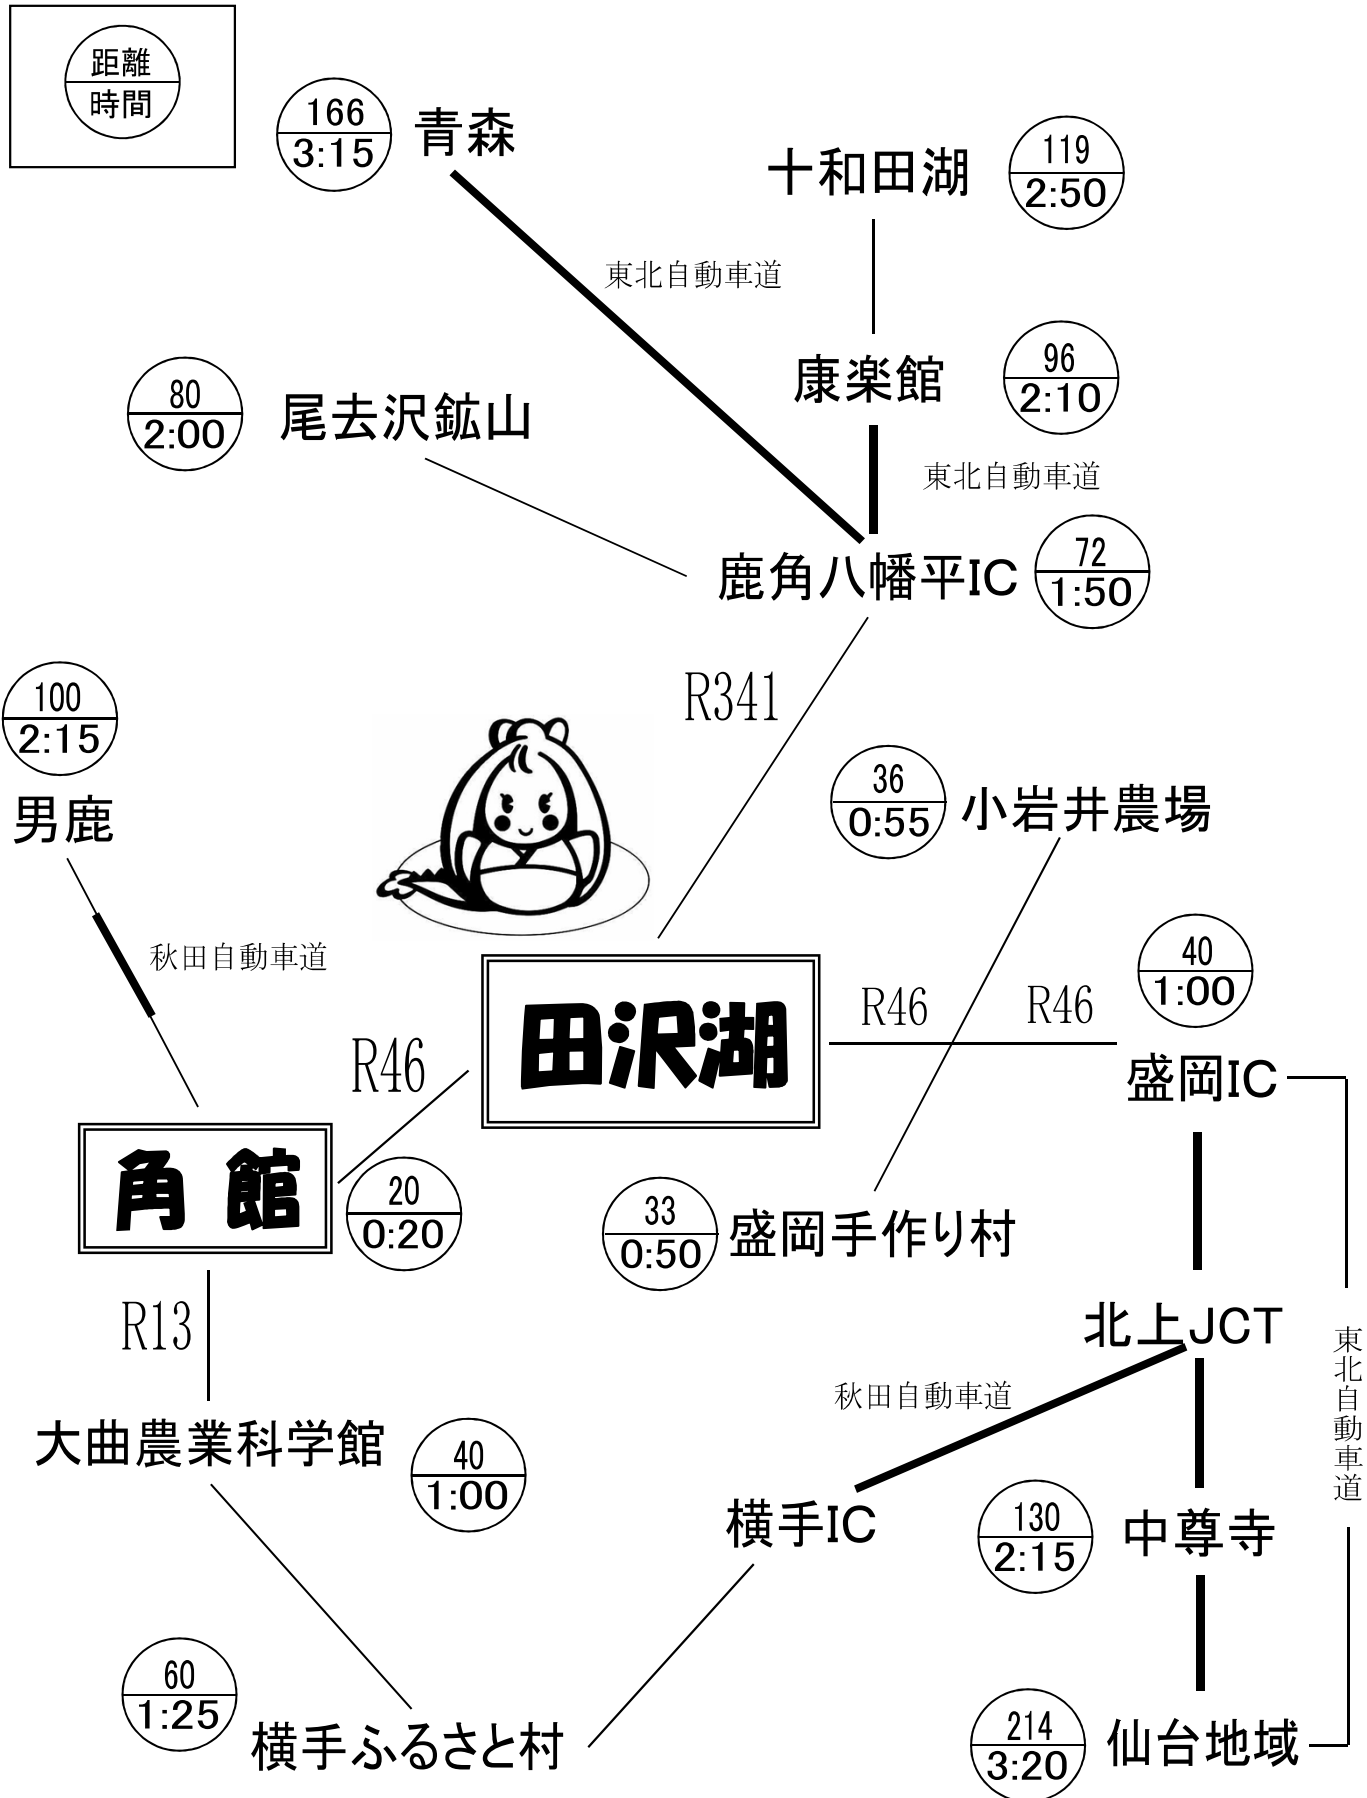 距離
時間
166
3:15
青森
十和田湖
119
2:50
東北自動車道
康楽館
96
2:10
80
2:00
尾去沢鉱山
東北自動車道
鹿角八幡平IC
72
1:50
R341
100
2:15
男鹿
36
0:55
小岩井農場
秋田自動車道
40
1:00
R46
R46
田沢湖
R46
盛岡IC
角館
20
0:20
33
0:50
盛岡手作り村
R13
北上JCT
東北自動車道
秋田自動車道
大曲農業科学館
40
1:00
横手IC
130
2:15
中尊寺
60
1:25
横手ふるさと村
214
3:20
仙台地域